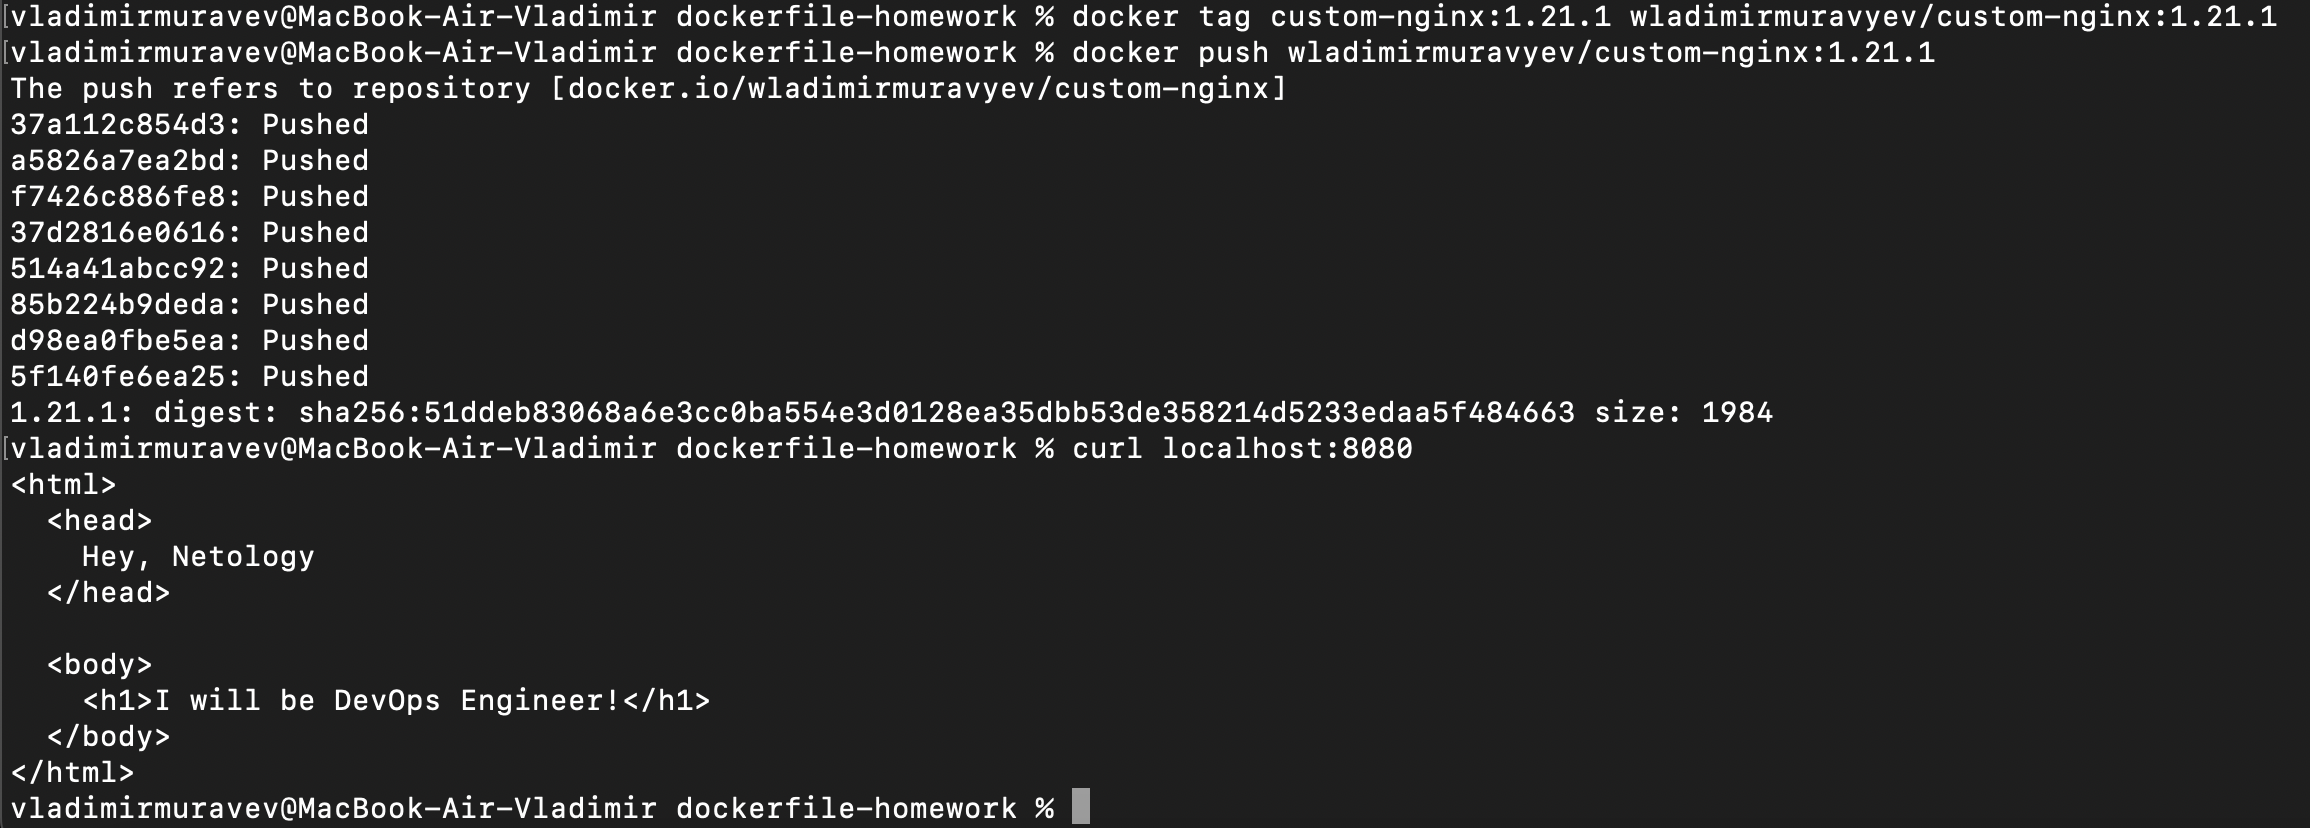 [vladimirmuravev@MacBook-Air-Vladimir dockerfile-homework % docker tag custom-nginx:1.21.1 wladimirmuravyev/custom-nginx:1.21.1
[vladimirmuravev@MacBook-Air-Vladimir dockerfile-homework % docker push wladimirmuravyev/custom-nginx:1.21.1
The push refers to repository [docker.io/wladimirmuravyev/custom-nginx]
37a112c854d3: Pushed
a5826a7ea2bd: Pushed
f7426c886fe8: Pushed
37d2816e0616: Pushed
514a41abcc92: Pushed
85b224b9deda: Pushed
d98ea0fbe5ea: Pushed
5f140fe6ea25: Pushed
1.21.1: digest: sha256:51ddeb83068a6e3cc0ba554e3d0128ea35dbb53de358214d5233edaa5f484663 size: 1984
[vladimirmuravev@MacBook-Air-Vladimir dockerfile-homework % curl localhost:8080
<html>
  <head>
    Hey, Netology
  </head>

  <body>
    <h1>I will be DevOps Engineer!</h1>
  </body>
</html>
vladimirmuravev@MacBook-Air-Vladimir dockerfile-homework %